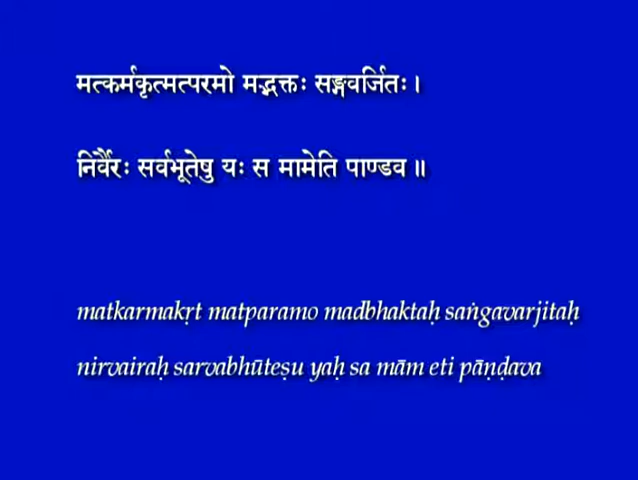 मत्कर्मकृत्मत्परमो मद्भक्तः सङ्गवर्जितः।
निर्वैरः सर्वभूतेषु यः स मामेति पाण्डव॥
matkarmakṛt matparamo madbhaktaḥ saṅgavarjitaḥ
nirvairaḥ sarvabhūteṣu yaḥ sa mām eti pāṇḍava